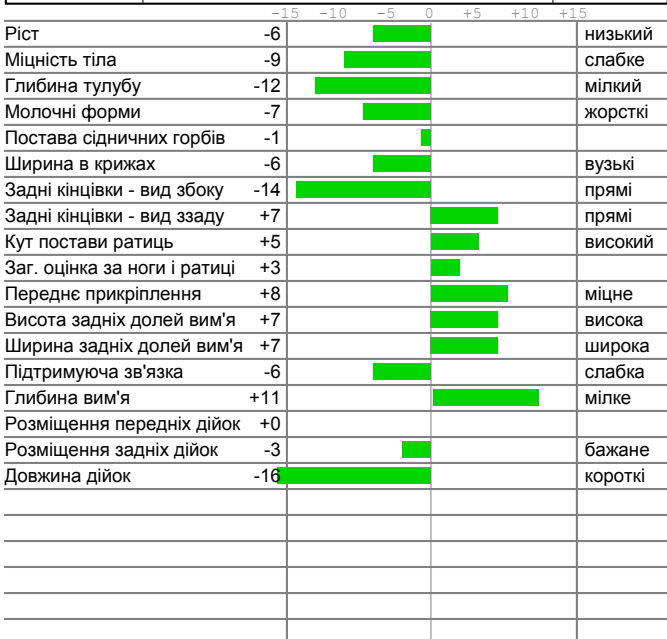 -15 -10 -5 0 +5 +10 +15
Ріст -6 низький
Міцність тіла -9 слабке
Глибина тулубу -12 мілкий
Молочні форми -7 жорсткі
Постава сідничних горбів -1
Ширина в крижах -6 вузькі
Задні кінцівки - вид збоку -14 прямі
Задні кінцівки - вид ззаду +7 прямі
Кут постави ратиць +5 високий
Заг. оцінка за ноги і ратиці +3
Переднє прикріплення +8 міцне
Висота задніх долей вим'я +7 висока
Ширина задніх долей вим'я +7 широка
Підтримуюча зв'язка -6 слабка
Глибина вим'я +11 мілке
Розміщення передніх дійок +0
Розміщення задніх дійок -3 бажане
Довжина дійок -16 короткі